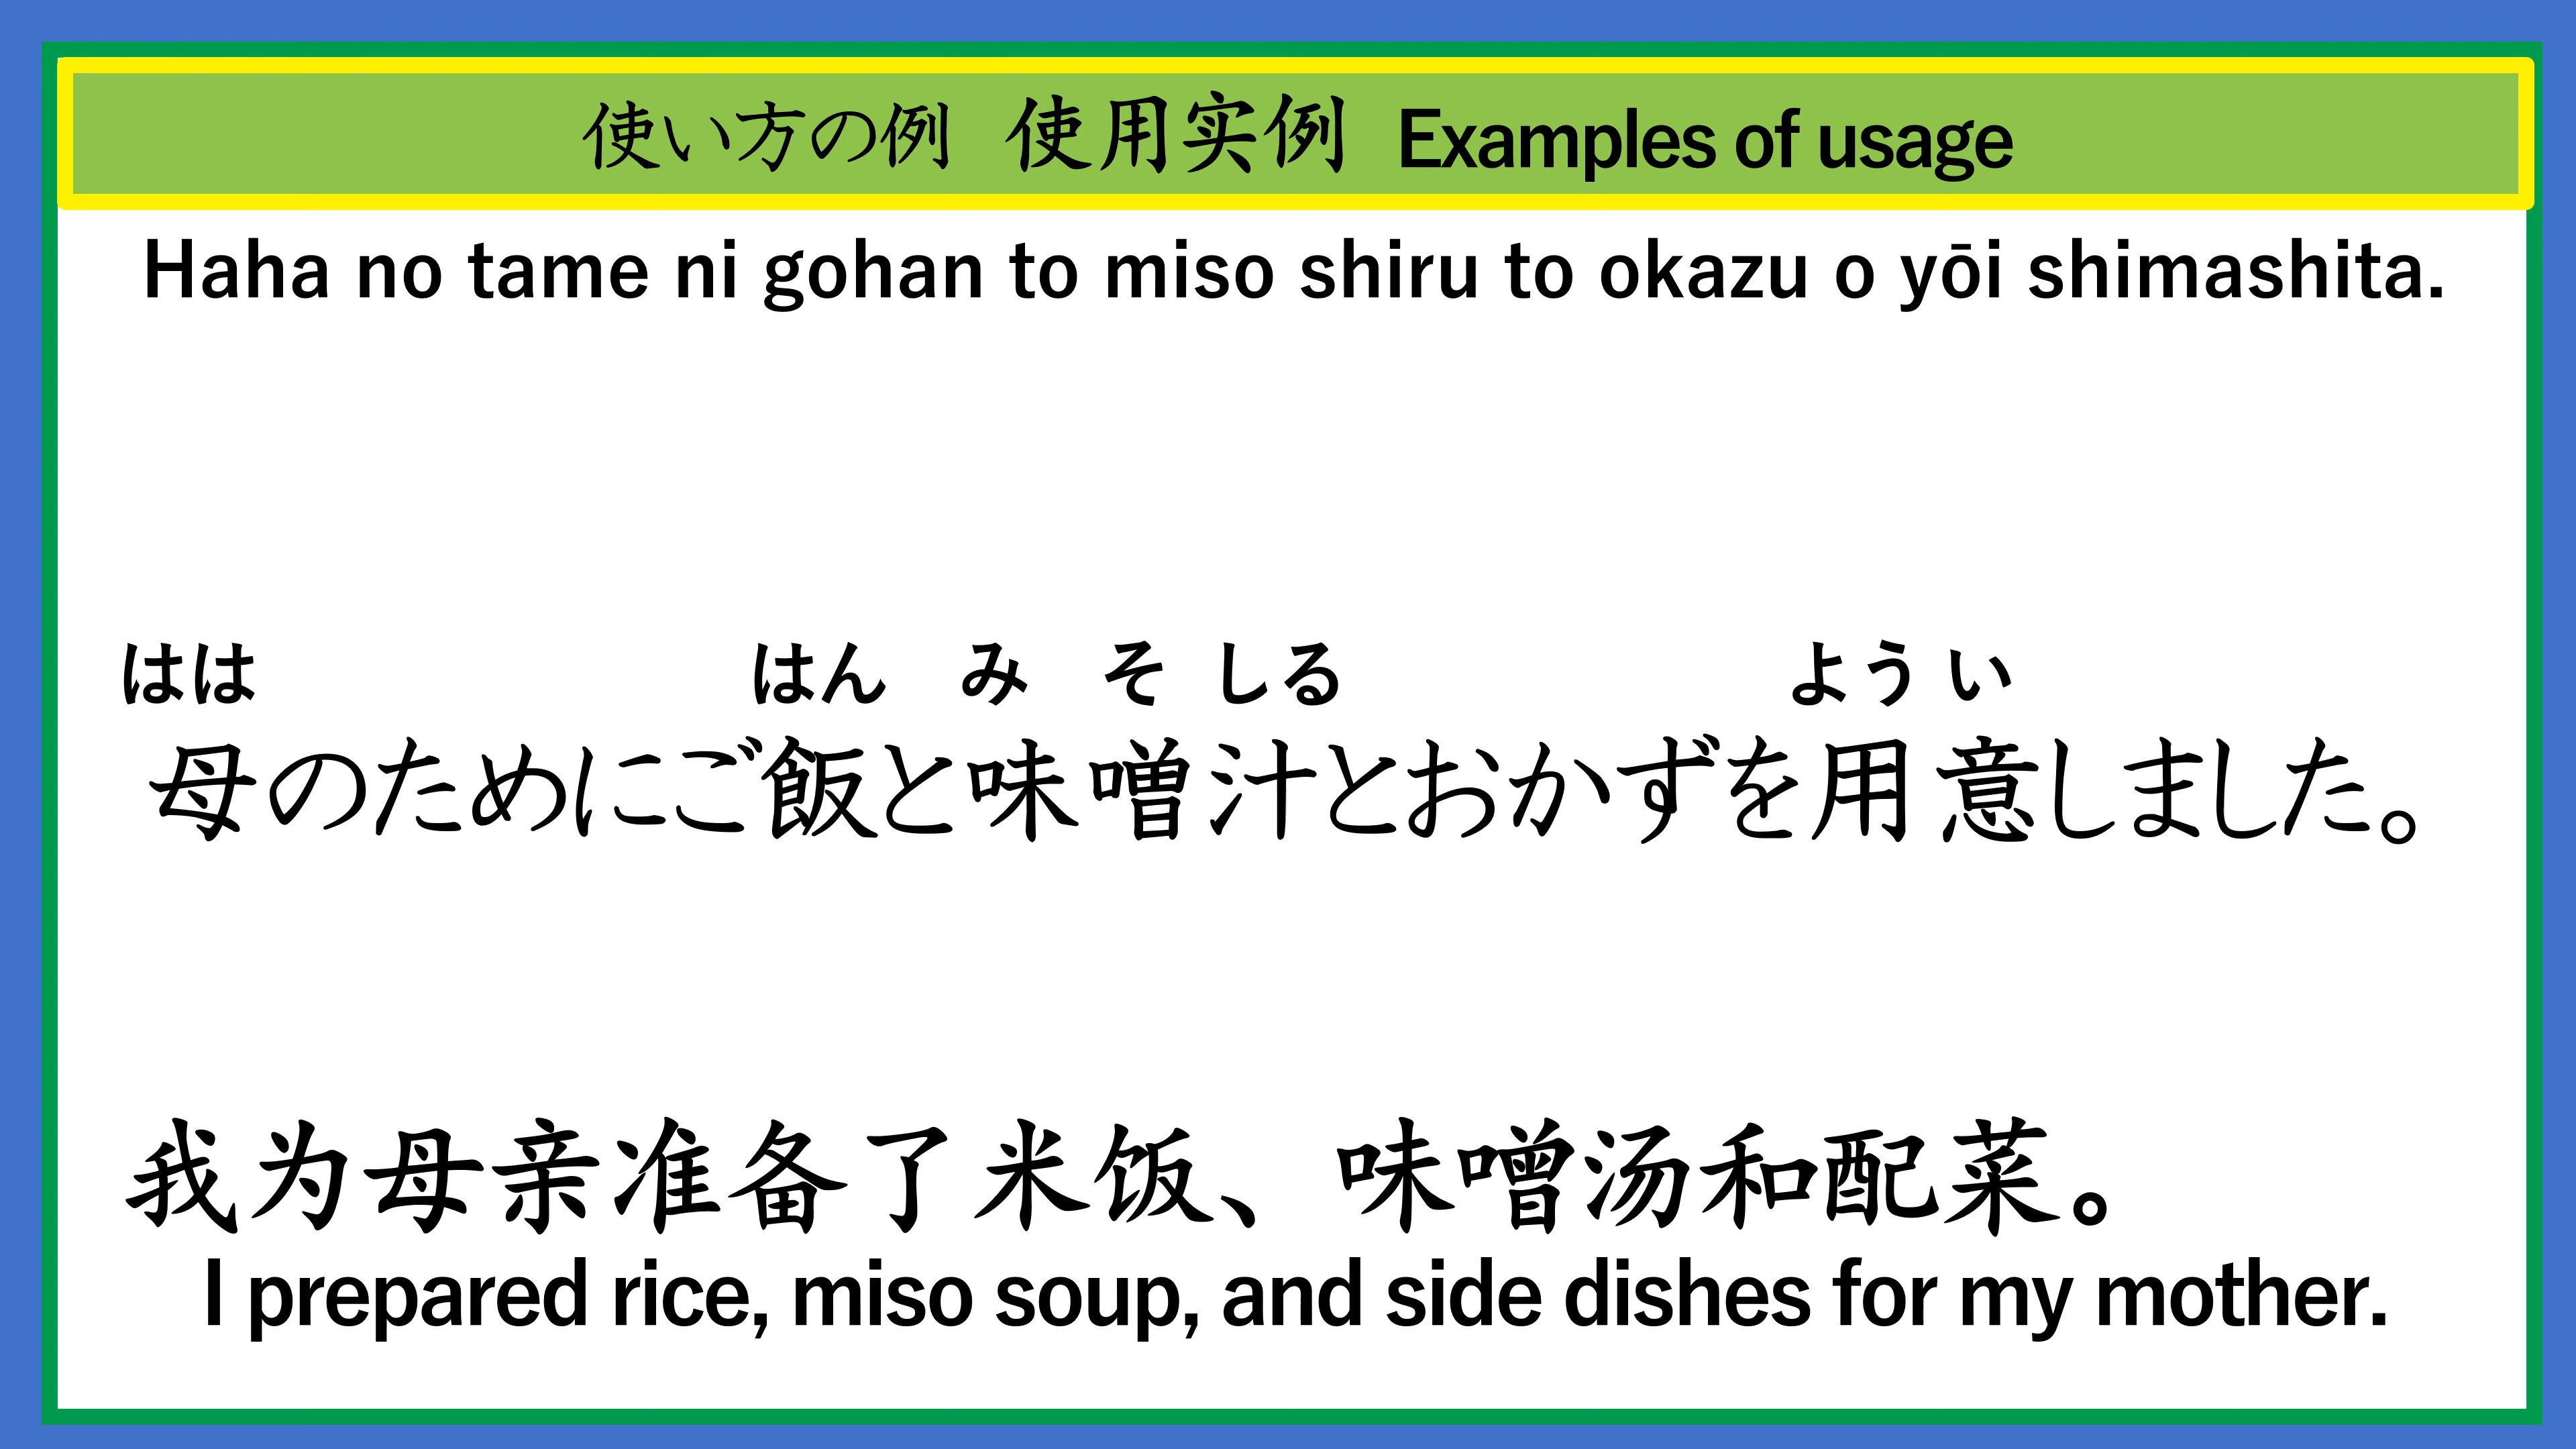 使い方の例 使用实例 Examples of usage
Haha no tame ni gohan to miso shiru to okazu o yōi shimashita.
はは はん み そ しる よう い
母のためにご飯と味噌汁とおかずを用意しました。
我为母亲准备了米饭、味噌汤和配菜。
I prepared rice, miso soup, and side dishes for my mother.